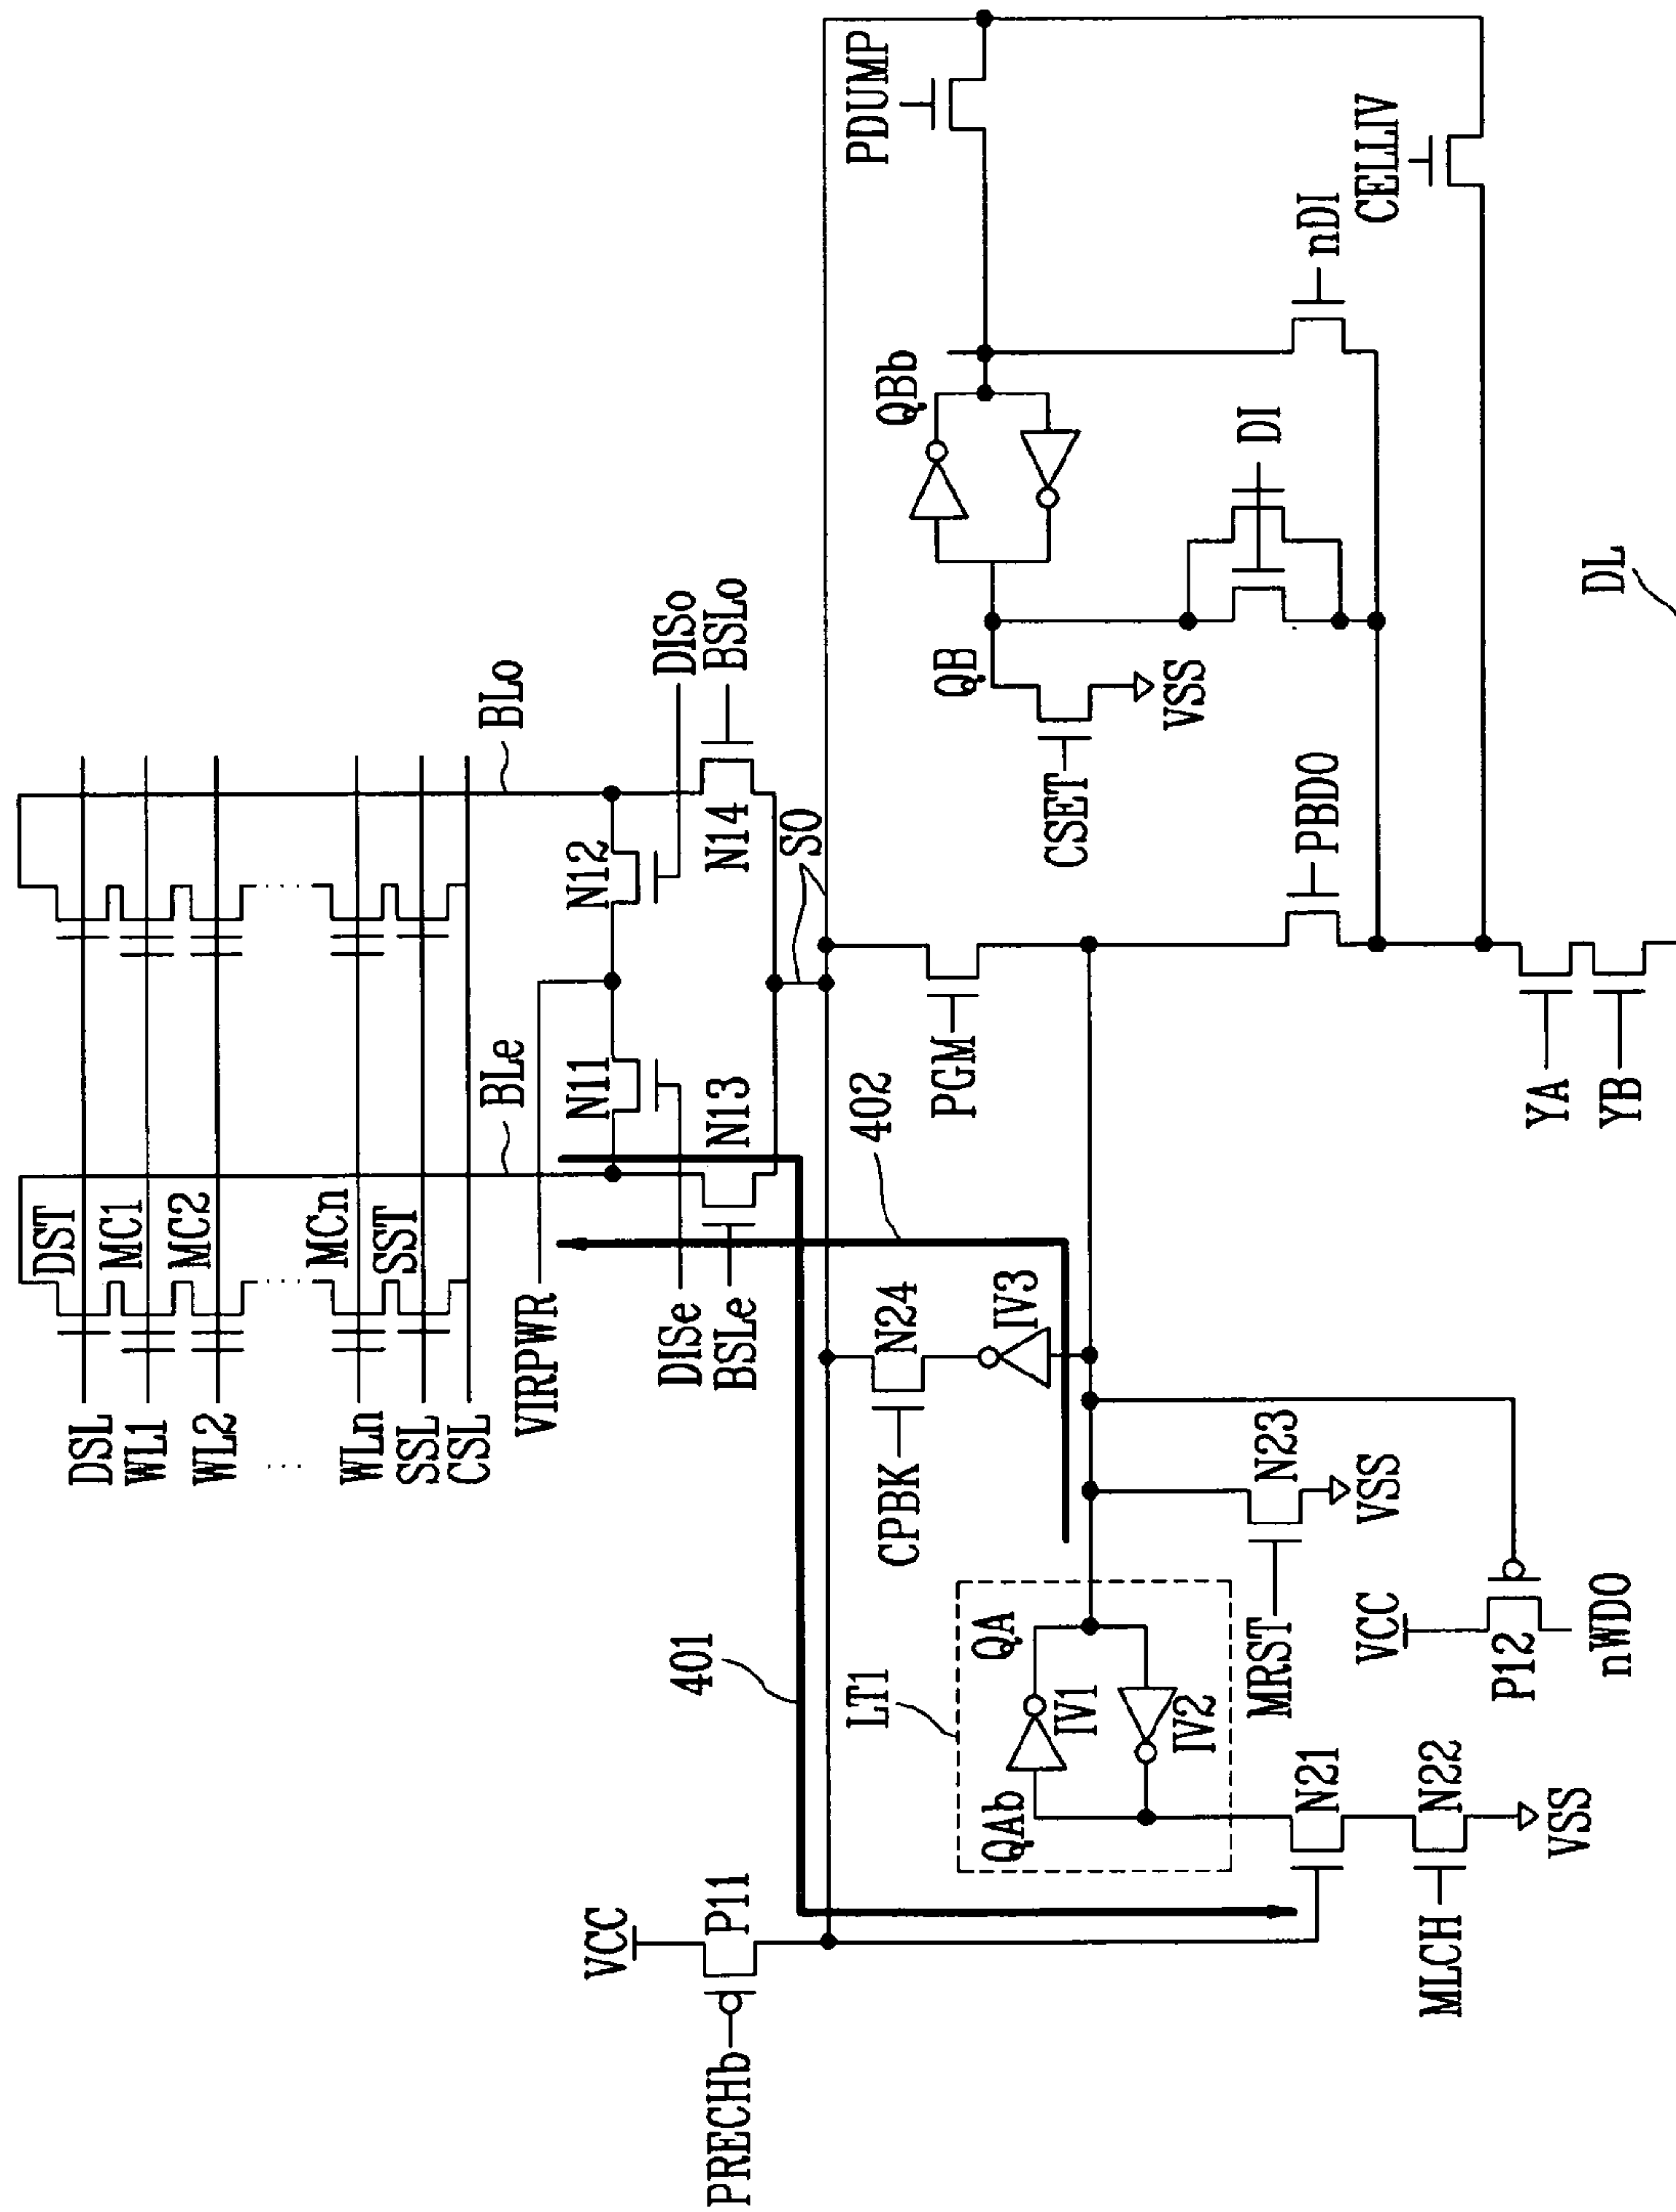 DSL
WL1
WL2
WLn
SSL
CSL
DST
MC1
MC2
MCn
SST
BLe
BLo
VIRPWR
N11
N12
DISe
BSLe
N13
N14
DISo
BSLo
SO
VCC
PRECHb
P11
401
402
CPBK
N24
IV3
PGM
LT1
QA
QAb
IV1
IV2
N21
MLCH
N22
VSS
MRST
N23
VSS
VCC
P12
nWDO
PBDO
YA
YB
DL
CSET
QB
VSS
QBb
DI
nDI
PDUMP
CELLIV